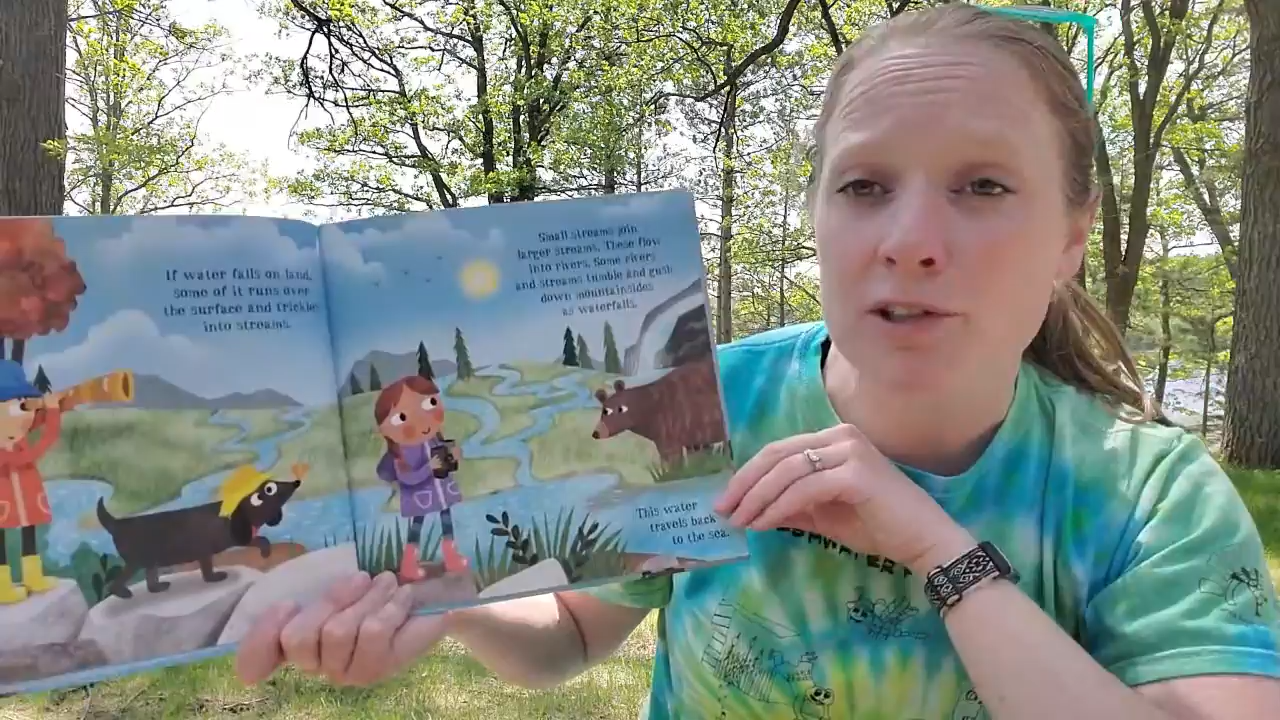 If water falls on land,
some of it runs over
the surface and trickles
into streams.
Small streams join
larger streams. These flow
into rivers. Some rivers
and streams tumble and gush
down mountainsides
as waterfalls.
This water
travels back
to the sea.